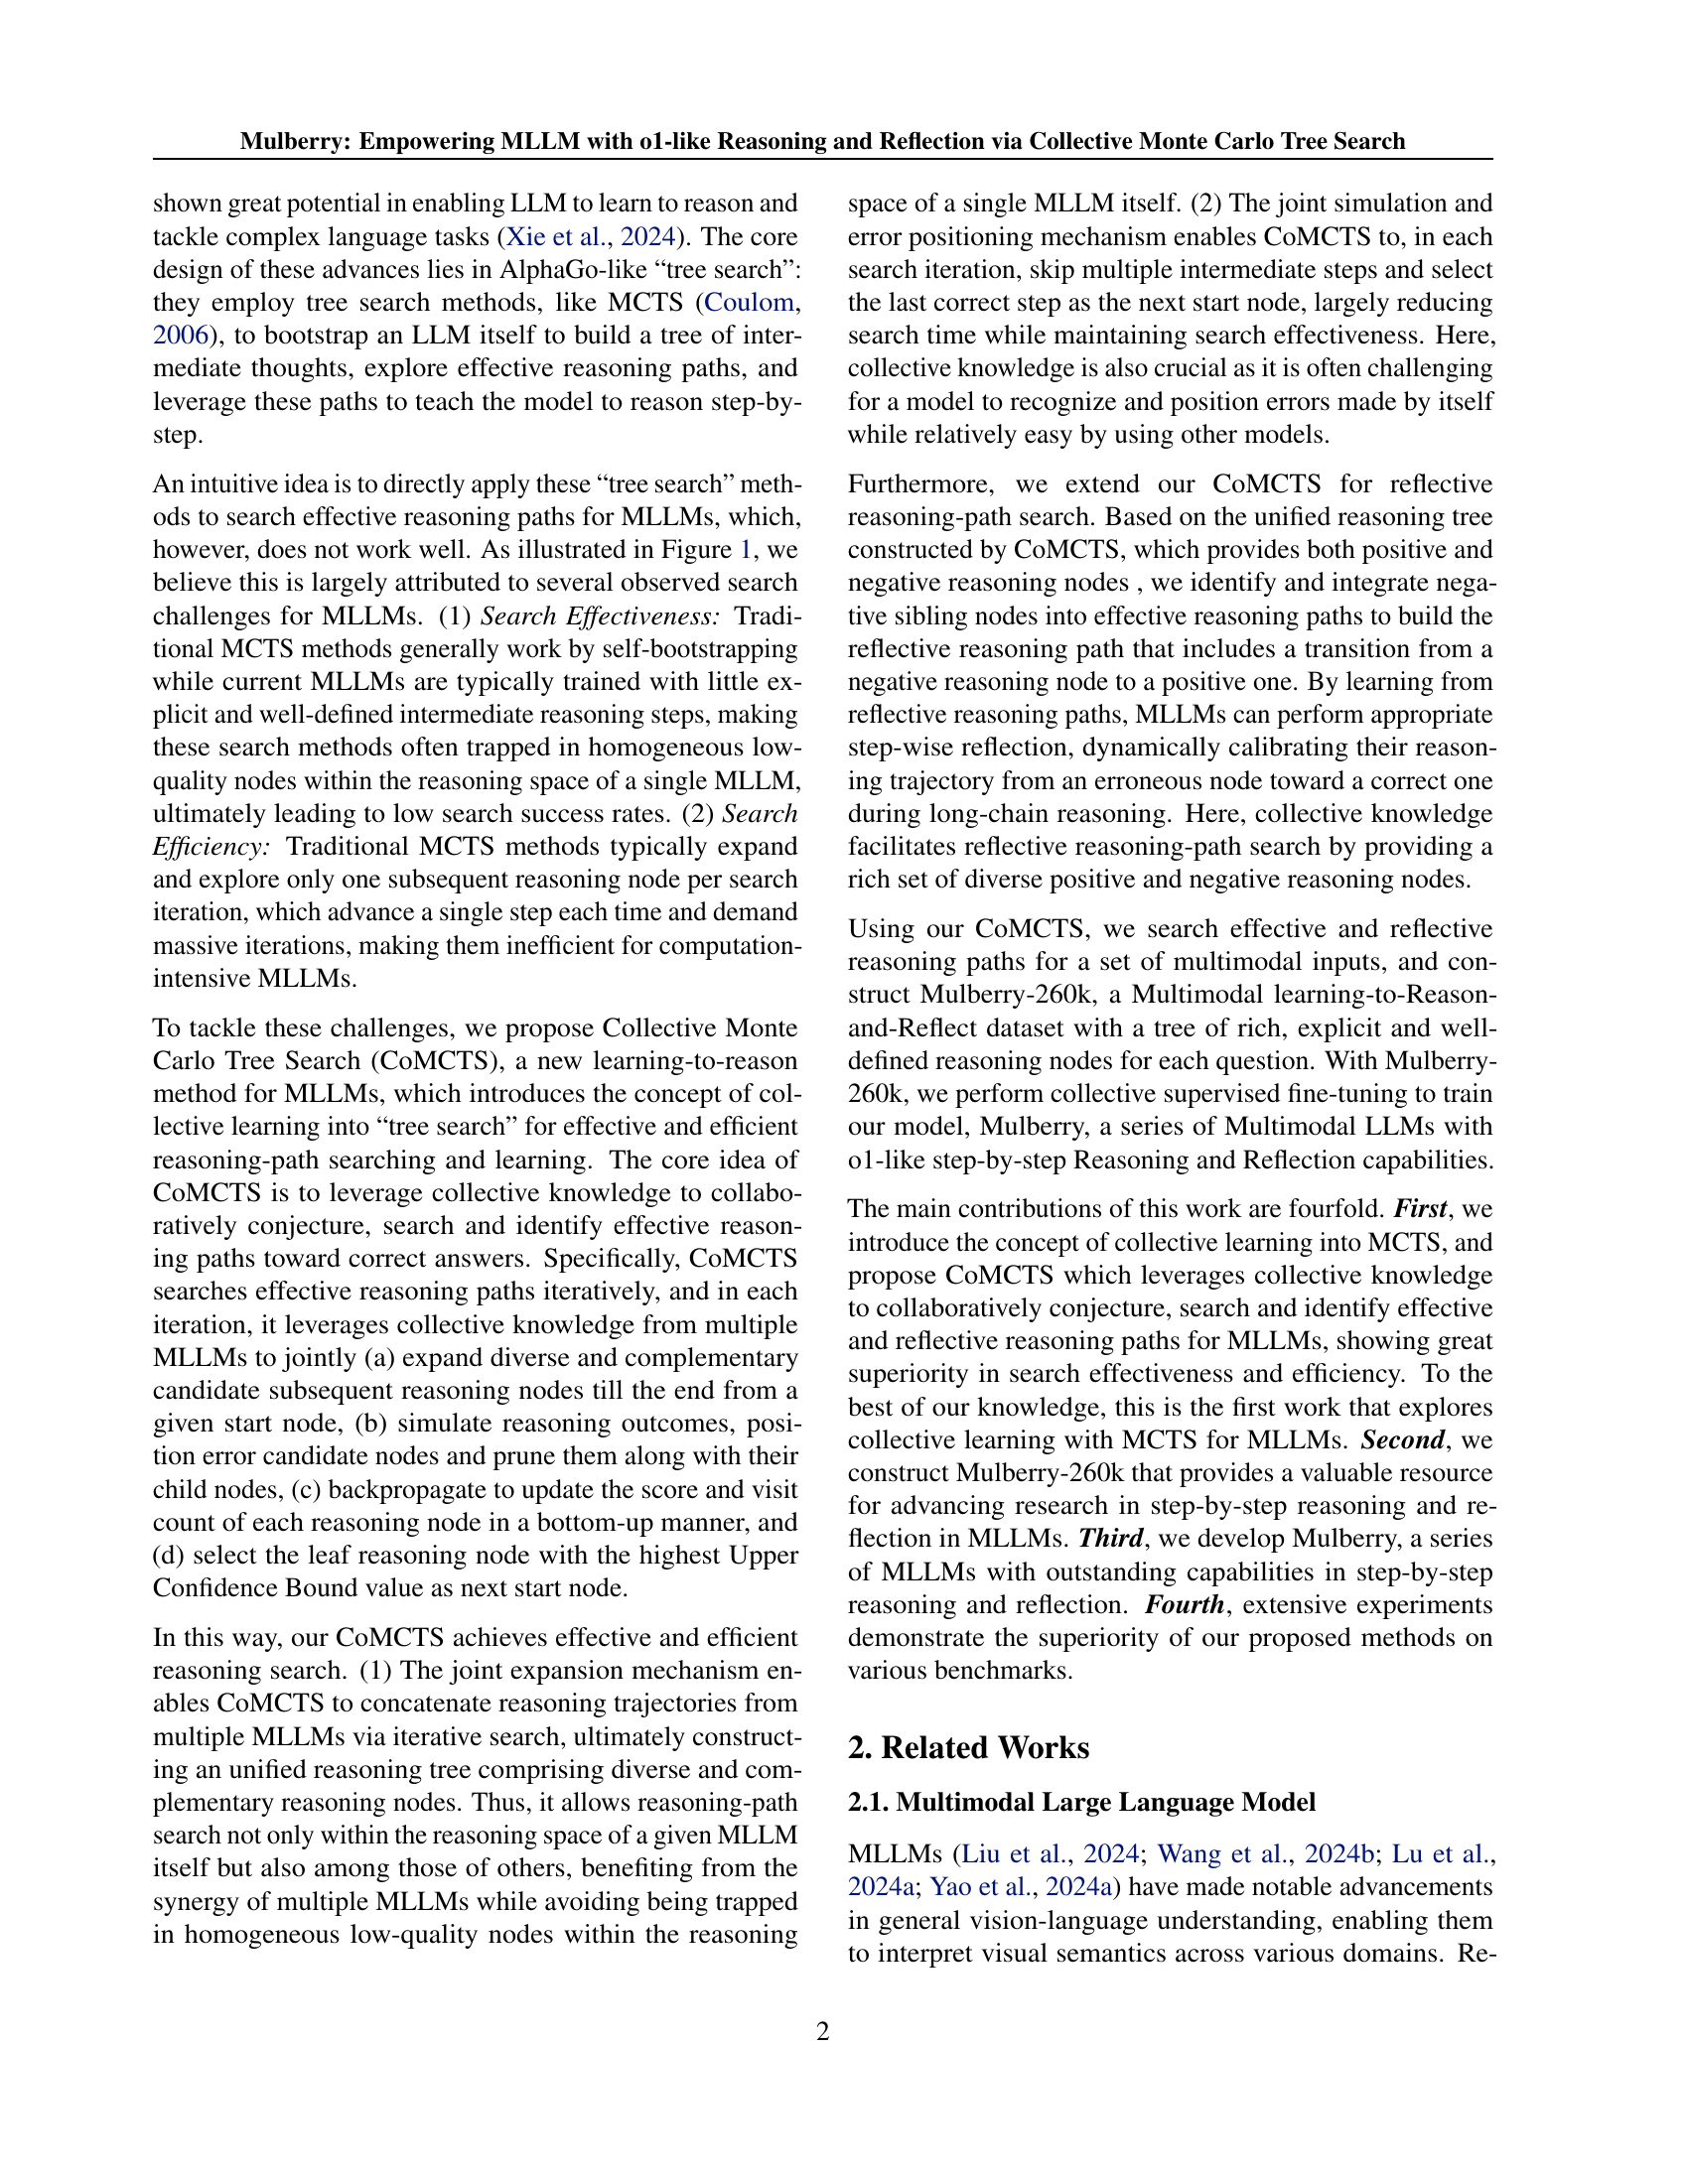 Mulberry: Empowering MLLM with o1-like Reasoning and Reflection via Collective Monte Carlo Tree Search
shown great potential in enabling LLM to learn to reason and
tackle complex language tasks (Xie et al., 2024). The core
design of these advances lies in AlphaGo-like “tree search”:
they employ tree search methods, like MCTS (Coulom,
2006), to bootstrap an LLM itself to build a tree of inter-
mediate thoughts, explore effective reasoning paths, and
leverage these paths to teach the model to reason step-by-
step.
An intuitive idea is to directly apply these “tree search” meth-
ods to search effective reasoning paths for MLLMs, which,
however, does not work well. As illustrated in Figure 1, we
believe this is largely attributed to several observed search
challenges for MLLMs. (1) Search Effectiveness: Tradi-
tional MCTS methods generally work by self-bootstrapping
while current MLLMs are typically trained with little ex-
plicit and well-defined intermediate reasoning steps, making
these search methods often trapped in homogeneous low-
quality nodes within the reasoning space of a single MLLM,
ultimately leading to low search success rates. (2) Search
Efficiency: Traditional MCTS methods typically expand
and explore only one subsequent reasoning node per search
iteration, which advance a single step each time and demand
massive iterations, making them inefficient for computation-
intensive MLLMs.
To tackle these challenges, we propose Collective Monte
Carlo Tree Search (CoMCTS), a new learning-to-reason
method for MLLMs, which introduces the concept of col-
lective learning into “tree search” for effective and efficient
reasoning-path searching and learning. The core idea of
CoMCTS is to leverage collective knowledge to collabo-
ratively conjecture, search and identify effective reason-
ing paths toward correct answers. Specifically, CoMCTS
searches effective reasoning paths iteratively, and in each
iteration, it leverages collective knowledge from multiple
MLLMs to jointly (a) expand diverse and complementary
candidate subsequent reasoning nodes till the end from a
given start node, (b) simulate reasoning outcomes, posi-
tion error candidate nodes and prune them along with their
child nodes, (c) backpropagate to update the score and visit
count of each reasoning node in a bottom-up manner, and
(d) select the leaf reasoning node with the highest Upper
Confidence Bound value as next start node.
In this way, our CoMCTS achieves effective and efficient
reasoning search. (1) The joint expansion mechanism en-
ables CoMCTS to concatenate reasoning trajectories from
multiple MLLMs via iterative search, ultimately construct-
ing an unified reasoning tree comprising diverse and com-
plementary reasoning nodes. Thus, it allows reasoning-path
search not only within the reasoning space of a given MLLM
itself but also among those of others, benefiting from the
synergy of multiple MLLMs while avoiding being trapped
in homogeneous low-quality nodes within the reasoning
space of a single MLLM itself. (2) The joint simulation and
error positioning mechanism enables CoMCTS to, in each
search iteration, skip multiple intermediate steps and select
the last correct step as the next start node, largely reducing
search time while maintaining search effectiveness. Here,
collective knowledge is also crucial as it is often challenging
for a model to recognize and position errors made by itself
while relatively easy by using other models.
Furthermore, we extend our CoMCTS for reflective
reasoning-path search. Based on the unified reasoning tree
constructed by CoMCTS, which provides both positive and
negative reasoning nodes , we identify and integrate nega-
tive sibling nodes into effective reasoning paths to build the
reflective reasoning path that includes a transition from a
negative reasoning node to a positive one. By learning from
reflective reasoning paths, MLLMs can perform appropriate
step-wise reflection, dynamically calibrating their reason-
ing trajectory from an erroneous node toward a correct one
during long-chain reasoning. Here, collective knowledge
facilitates reflective reasoning-path search by providing a
rich set of diverse positive and negative reasoning nodes.
Using our CoMCTS, we search effective and reflective
reasoning paths for a set of multimodal inputs, and con-
struct Mulberry-260k, a Multimodal learning-to-Reason-
and-Reflect dataset with a tree of rich, explicit and well-
defined reasoning nodes for each question. With Mulberry-
260k, we perform collective supervised fine-tuning to train
our model, Mulberry, a series of Multimodal LLMs with
o1-like step-by-step Reasoning and Reflection capabilities.
The main contributions of this work are fourfold. First, we
introduce the concept of collective learning into MCTS, and
propose CoMCTS which leverages collective knowledge
to collaboratively conjecture, search and identify effective
and reflective reasoning paths for MLLMs, showing great
superiority in search effectiveness and efficiency. To the
best of our knowledge, this is the first work that explores
collective learning with MCTS for MLLMs. Second, we
construct Mulberry-260k that provides a valuable resource
for advancing research in step-by-step reasoning and re-
flection in MLLMs. Third, we develop Mulberry, a series
of MLLMs with outstanding capabilities in step-by-step
reasoning and reflection. Fourth, extensive experiments
demonstrate the superiority of our proposed methods on
various benchmarks.
2. Related Works
2.1. Multimodal Large Language Model
MLLMs (Liu et al., 2024; Wang et al., 2024b; Lu et al.,
2024a; Yao et al., 2024a) have made notable advancements
in general vision-language understanding, enabling them
to interpret visual semantics across various domains. Re-
2